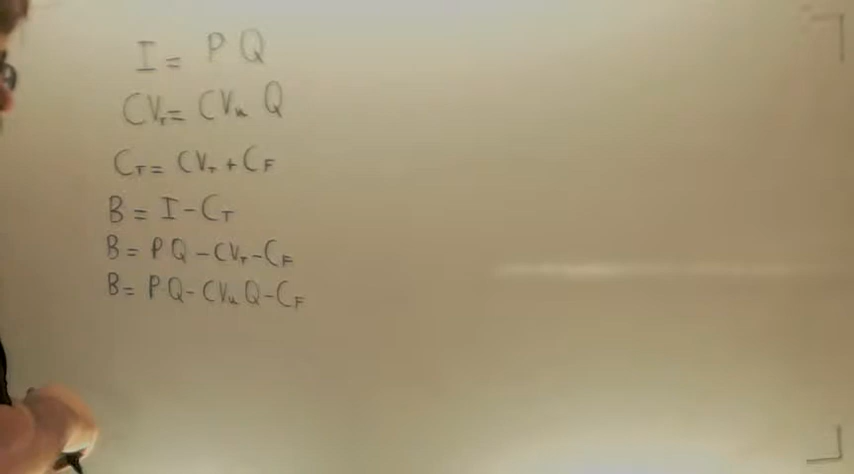 I = P Q
CVT = CVu Q
CT = CVT + CF
B = I - CT
B = P Q - CVT - CF
B = P Q - CVu Q - CF